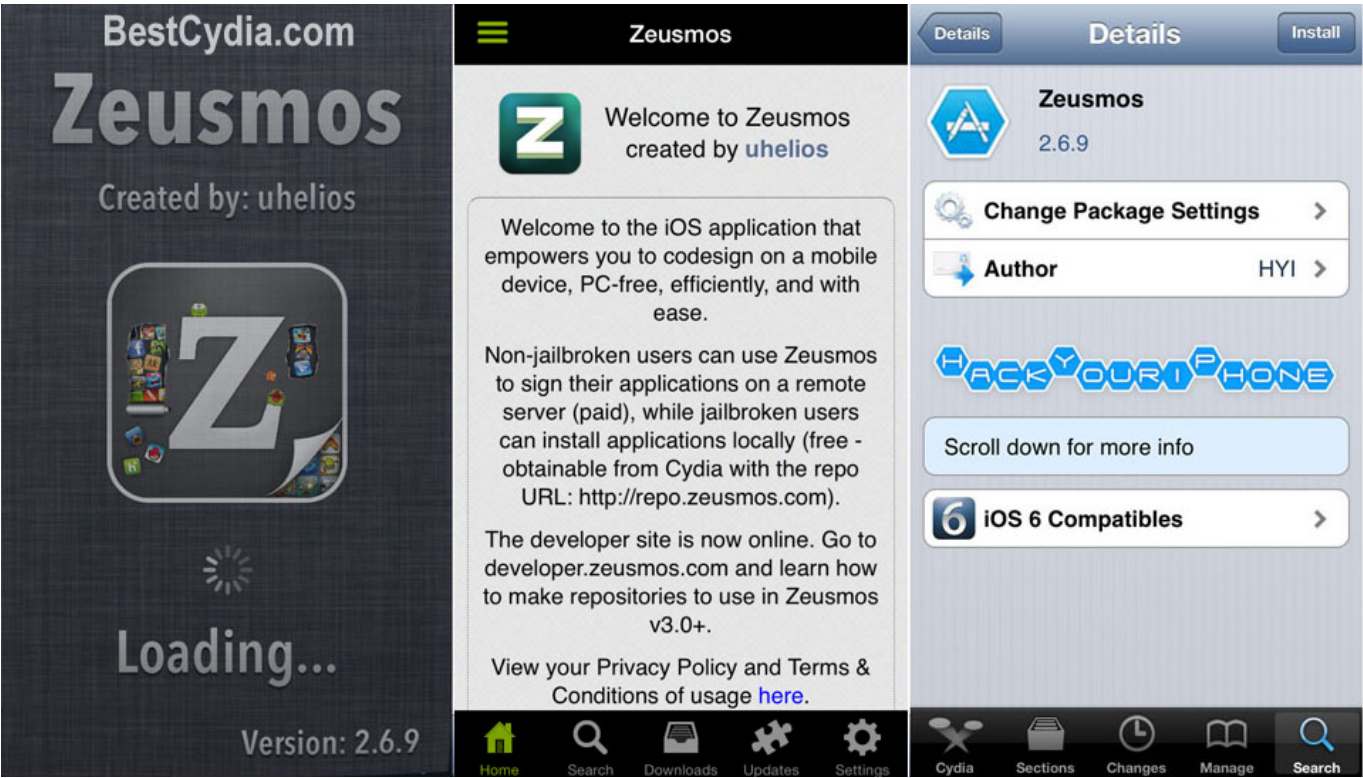 BestCydia.com
Zeusmos
Created by: uhelios
Z
Loading...
Version: 2.6.9
Zeusmos
Z
Welcome to Zeusmos
created by uhelios
Welcome to the iOS application that
empowers you to codesign on a mobile
device, PC-free, efficiently, and with
ease.
Non-jailbroken users can use Zeusmos
to sign their applications on a remote
server (paid), while jailbroken users
can install applications locally (free -
obtainable from Cydia with the repo
URL: http://repo.zeusmos.com).
The developer site is now online. Go to
developer.zeusmos.com and learn how
to make repositories to use in Zeusmos
v3.0+.
View your Privacy Policy and Terms &
Conditions of usage here.
Home Search Downloads Updates Settings
Details Details Install
Zeusmos
2.6.9
Change Package Settings
Author HYI
HACKYOURIPHONE
Scroll down for more info
6 iOS 6 Compatibles
Cydia Sections Changes Manage Search